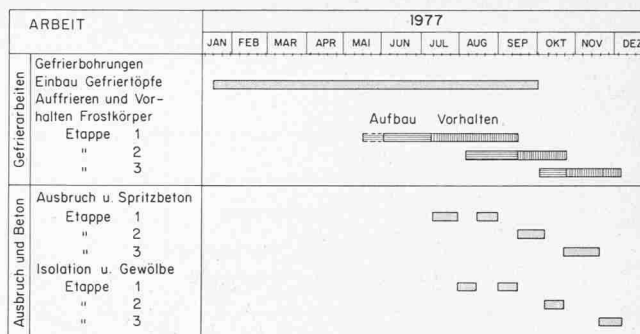 ARBEIT
1977
JAN FEB MAR APR MAI JUN JUL AUG SEP OKT NOV DEZ
Gefrierarbeiten
Gefrierbohrungen
Einbau Gefriertöpfe
Auffrieren und Vor-
halten Frostkörper
Aufbau Vorhalten
Etappe 1
" 2
" 3
Ausbruch und Beton
Ausbruch u. Spritzbeton
Etappe 1
" 2
" 3
Isolation u. Gewölbe
Etappe 1
" 2
" 3